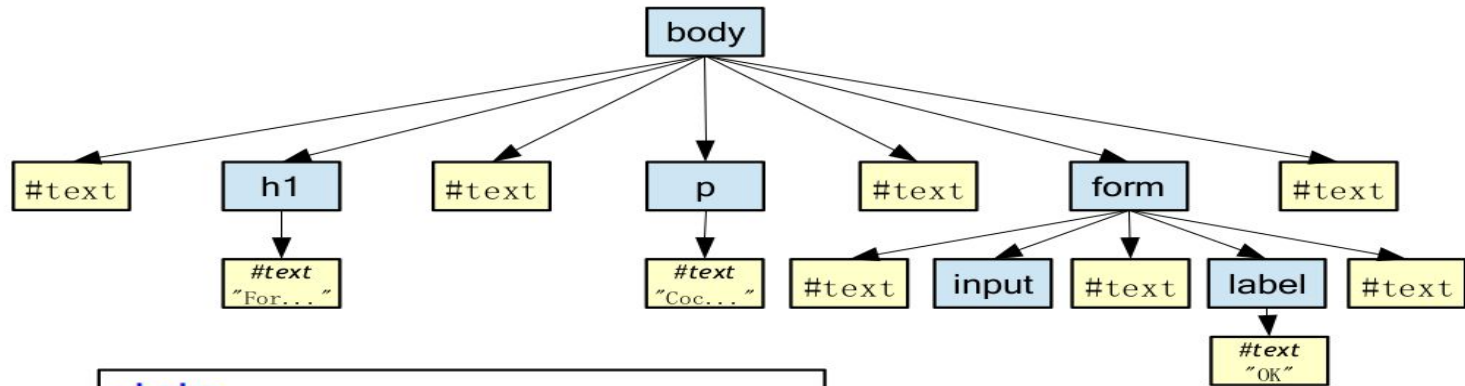 body
#text h1 #text p #text form #text
#text #text #text input #text label #text
"For..." "Coc..."
#text
"OK"